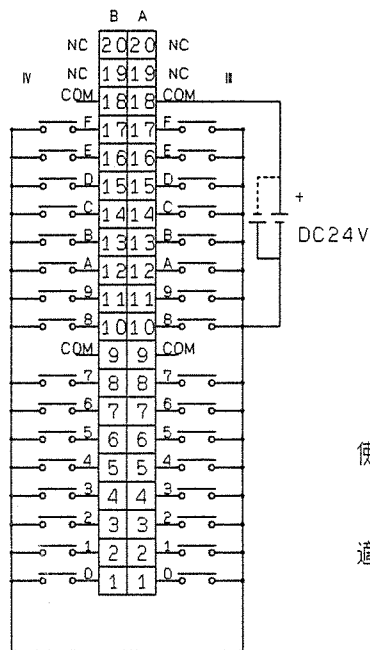 B A
NC 20 20 NC
IV NC 19 19 NC III
COM 18 18 COM
F 17 17 F
E 16 16 E
D 15 15 D
C 14 14 C +
B 13 13 B DC24V
A 12 12 A
9 11 11 9
8 10 10 8
COM 9 9 COM
7 8 8 7
6 7 7 6
5 6 6 5
4 5 5 4
3 4 4 3
2 3 3 2
1 2 2 1
0 1 1 0
使
適